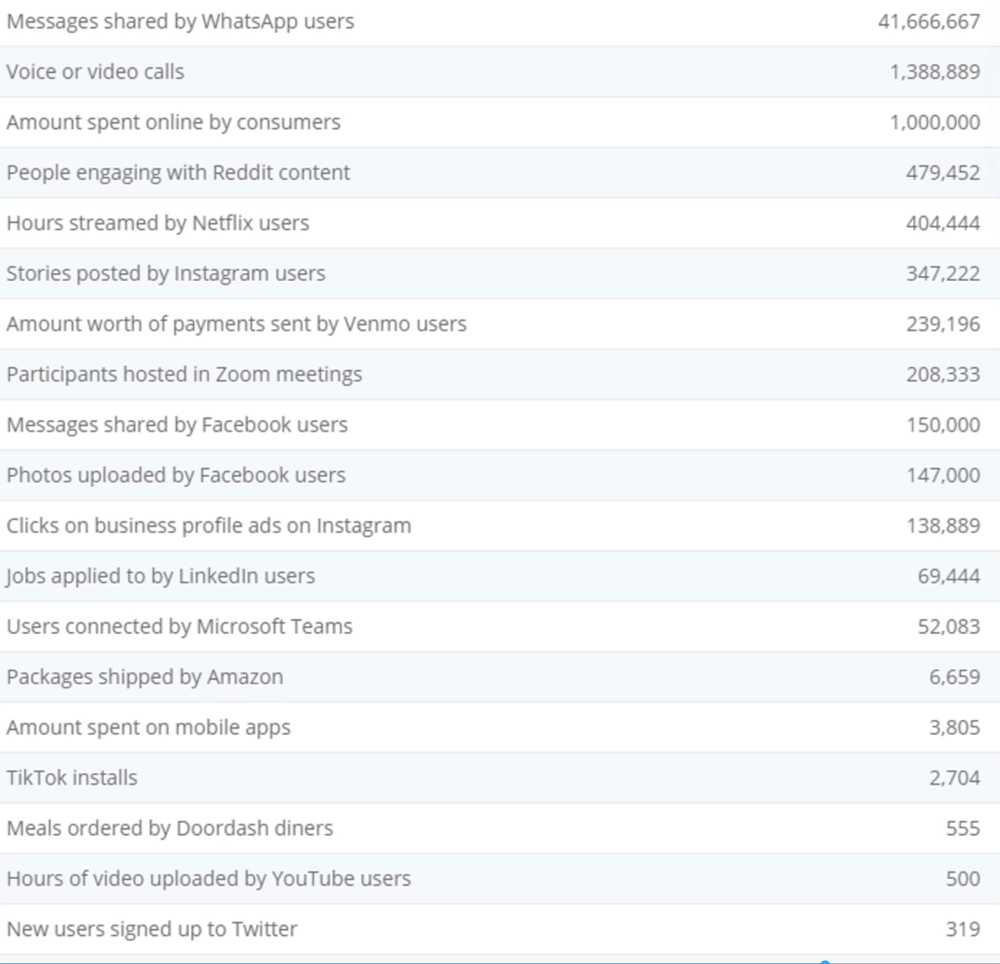 Messages shared by WhatsApp users 41,666,667
Voice or video calls 1,388,889
Amount spent online by consumers 1,000,000
People engaging with Reddit content 479,452
Hours streamed by Netflix users 404,444
Stories posted by Instagram users 347,222
Amount worth of payments sent by Venmo users 239,196
Participants hosted in Zoom meetings 208,333
Messages shared by Facebook users 150,000
Photos uploaded by Facebook users 147,000
Clicks on business profile ads on Instagram 138,889
Jobs applied to by LinkedIn users 69,444
Users connected by Microsoft Teams 52,083
Packages shipped by Amazon 6,659
Amount spent on mobile apps 3,805
TikTok installs 2,704
Meals ordered by Doordash diners 555
Hours of video uploaded by YouTube users 500
New users signed up to Twitter 319